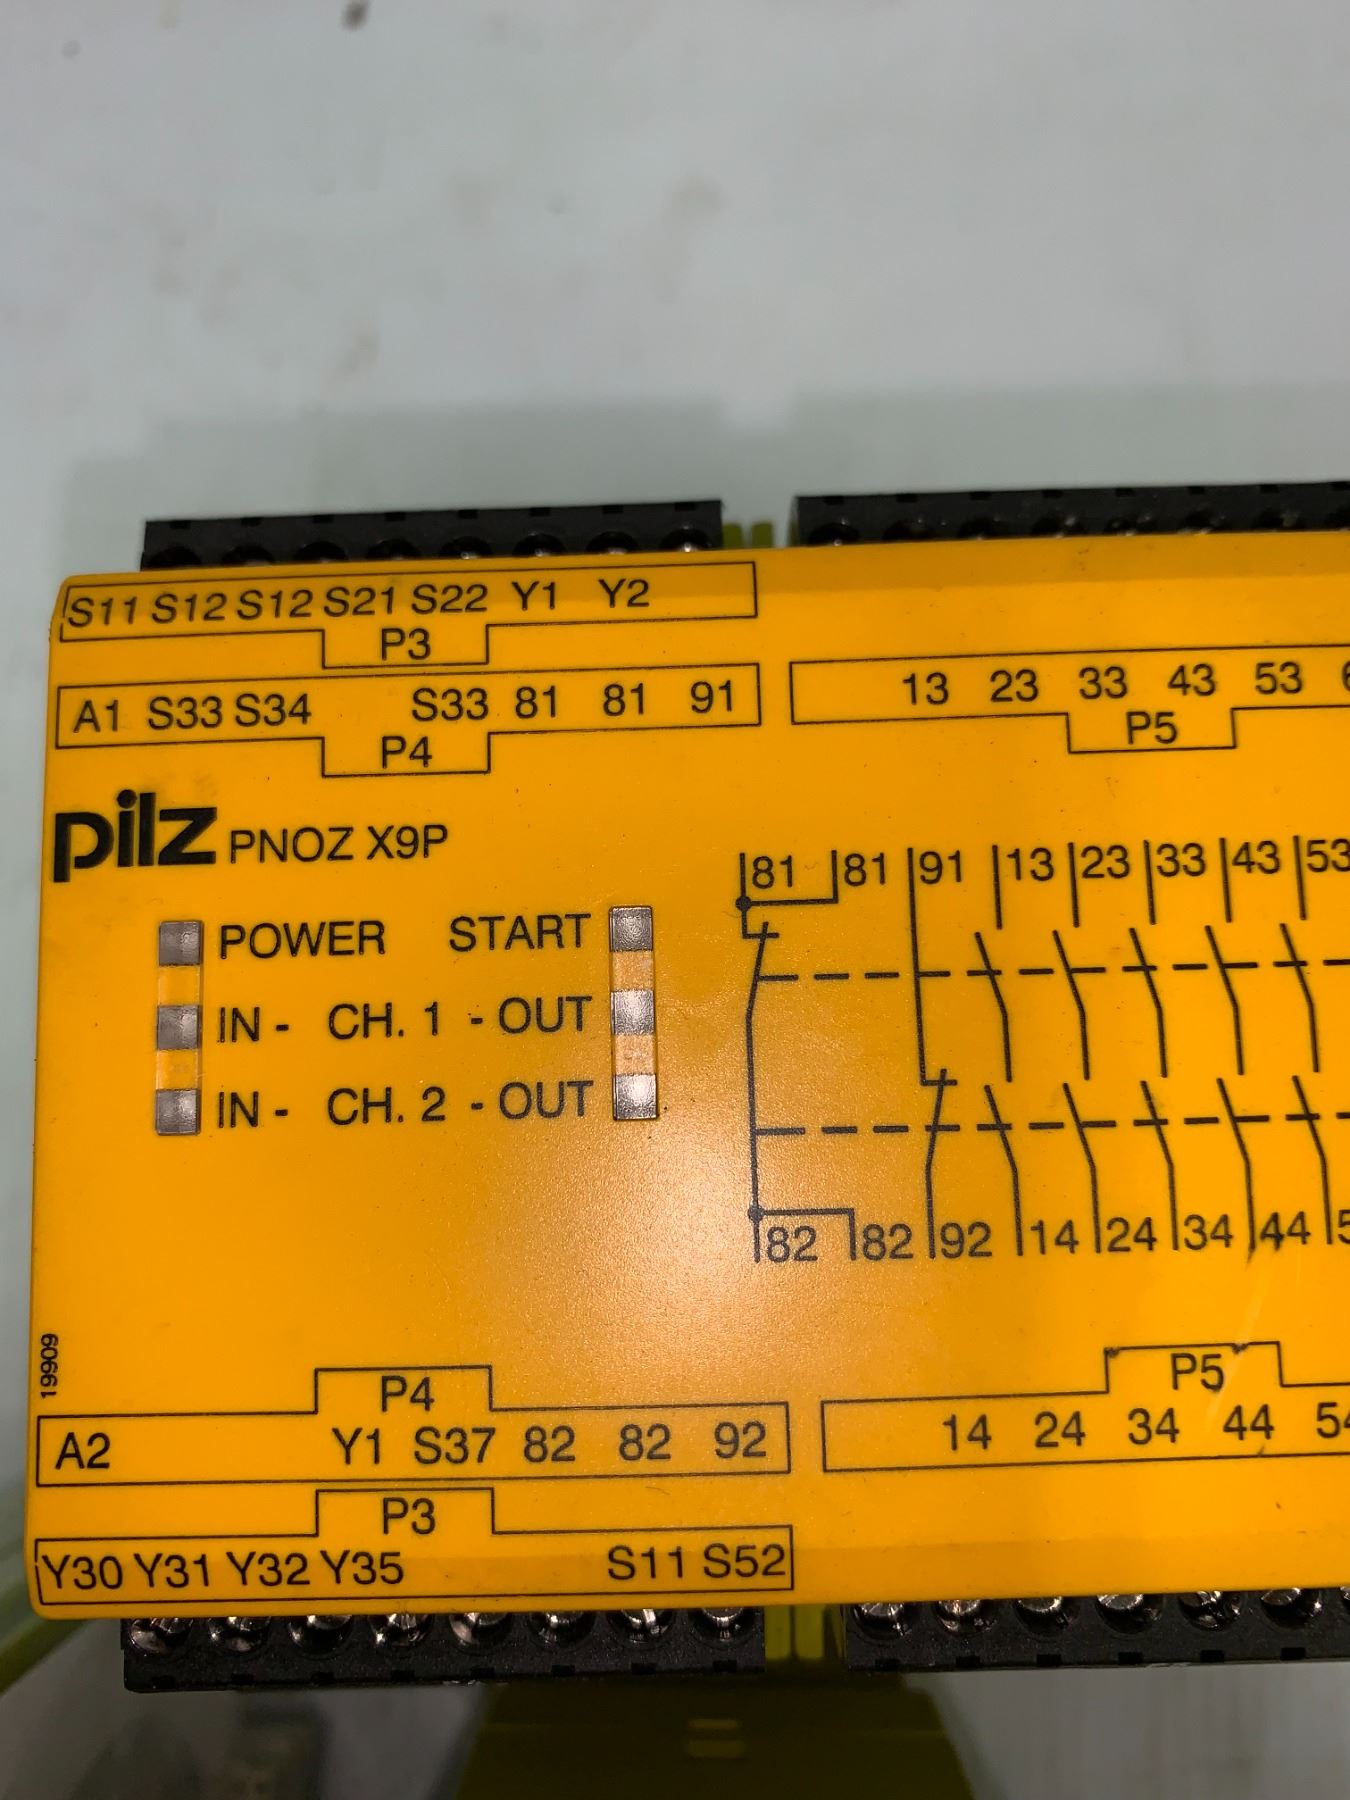 S11 S12 S12 S21 S22 Y1 Y2
P3
A1 S33 S34 S33 81 81 91
P4
13 23 33 43 53
P5
pilz PNOZ X9P
POWER START
IN - CH. 1 - OUT
IN - CH. 2 - OUT
81 81 91 13 23 33 43 53
82 82 92 14 24 34 44
19909
P4
A2 Y1 S37 82 82 92
P3
Y30 Y31 Y32 Y35 S11 S52
P5
14 24 34 44 54